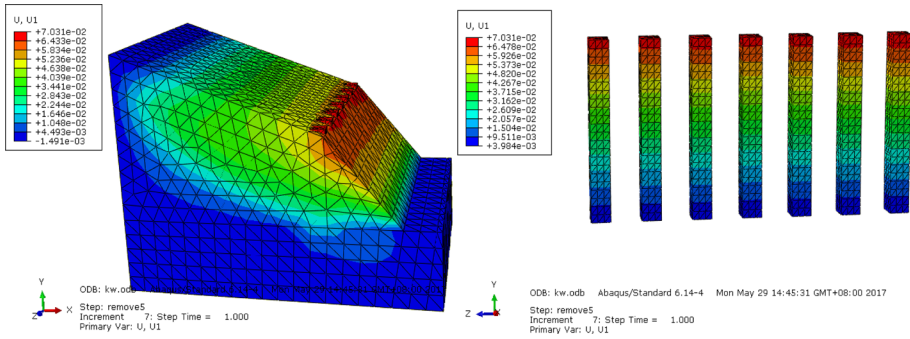 U, U1
+7.031e-02
+6.433e-02
+5.834e-02
+5.236e-02
+4.638e-02
+4.039e-02
+3.441e-02
+2.843e-02
+2.244e-02
+1.646e-02
+1.048e-02
+4.493e-03
-1.491e-03
Y
X
Z
ODB: kw.odb
Step: remove5
Increment 7: Step Time = 1.000
Primary Var: U, U1
U, U1
+7.031e-02
+6.478e-02
+5.926e-02
+5.373e-02
+4.820e-02
+4.267e-02
+3.715e-02
+3.162e-02
+2.609e-02
+2.057e-02
+1.504e-02
+9.511e-03
+3.984e-03
Y
Z
ODB: kw.odb Abaqus/Standard 6.14-4 Mon May 29 14:45:31 GMT+08:00 2017
Step: remove5
Increment 7: Step Time = 1.000
Primary Var: U, U1